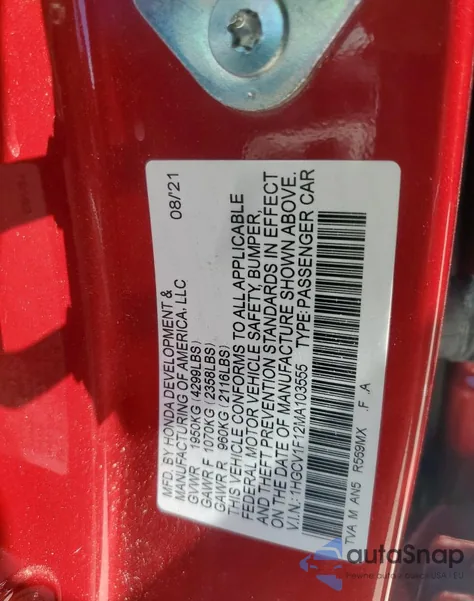 MFD. BY HONDA DEVELOPMENT & 08/'21
MANUFACTURING OF AMERICA, LLC
GVWR 1950KG (4299LBS)
GAWR F 1070KG (2358LBS)
GAWR R 960KG (2116LBS)
THIS VEHICLE CONFORMS TO ALL APPLICABLE
FEDERAL MOTOR VEHICLE SAFETY, BUMPER,
AND THEFT PREVENTION STANDARDS IN EFFECT
ON THE DATE OF MANUFACTURE SHOWN ABOVE.
V.I.N.: 1HGCV1F12MA103555 TYPE:PASSENGER CAR
TVA M AN5 R559MX .F .A
autoSnap